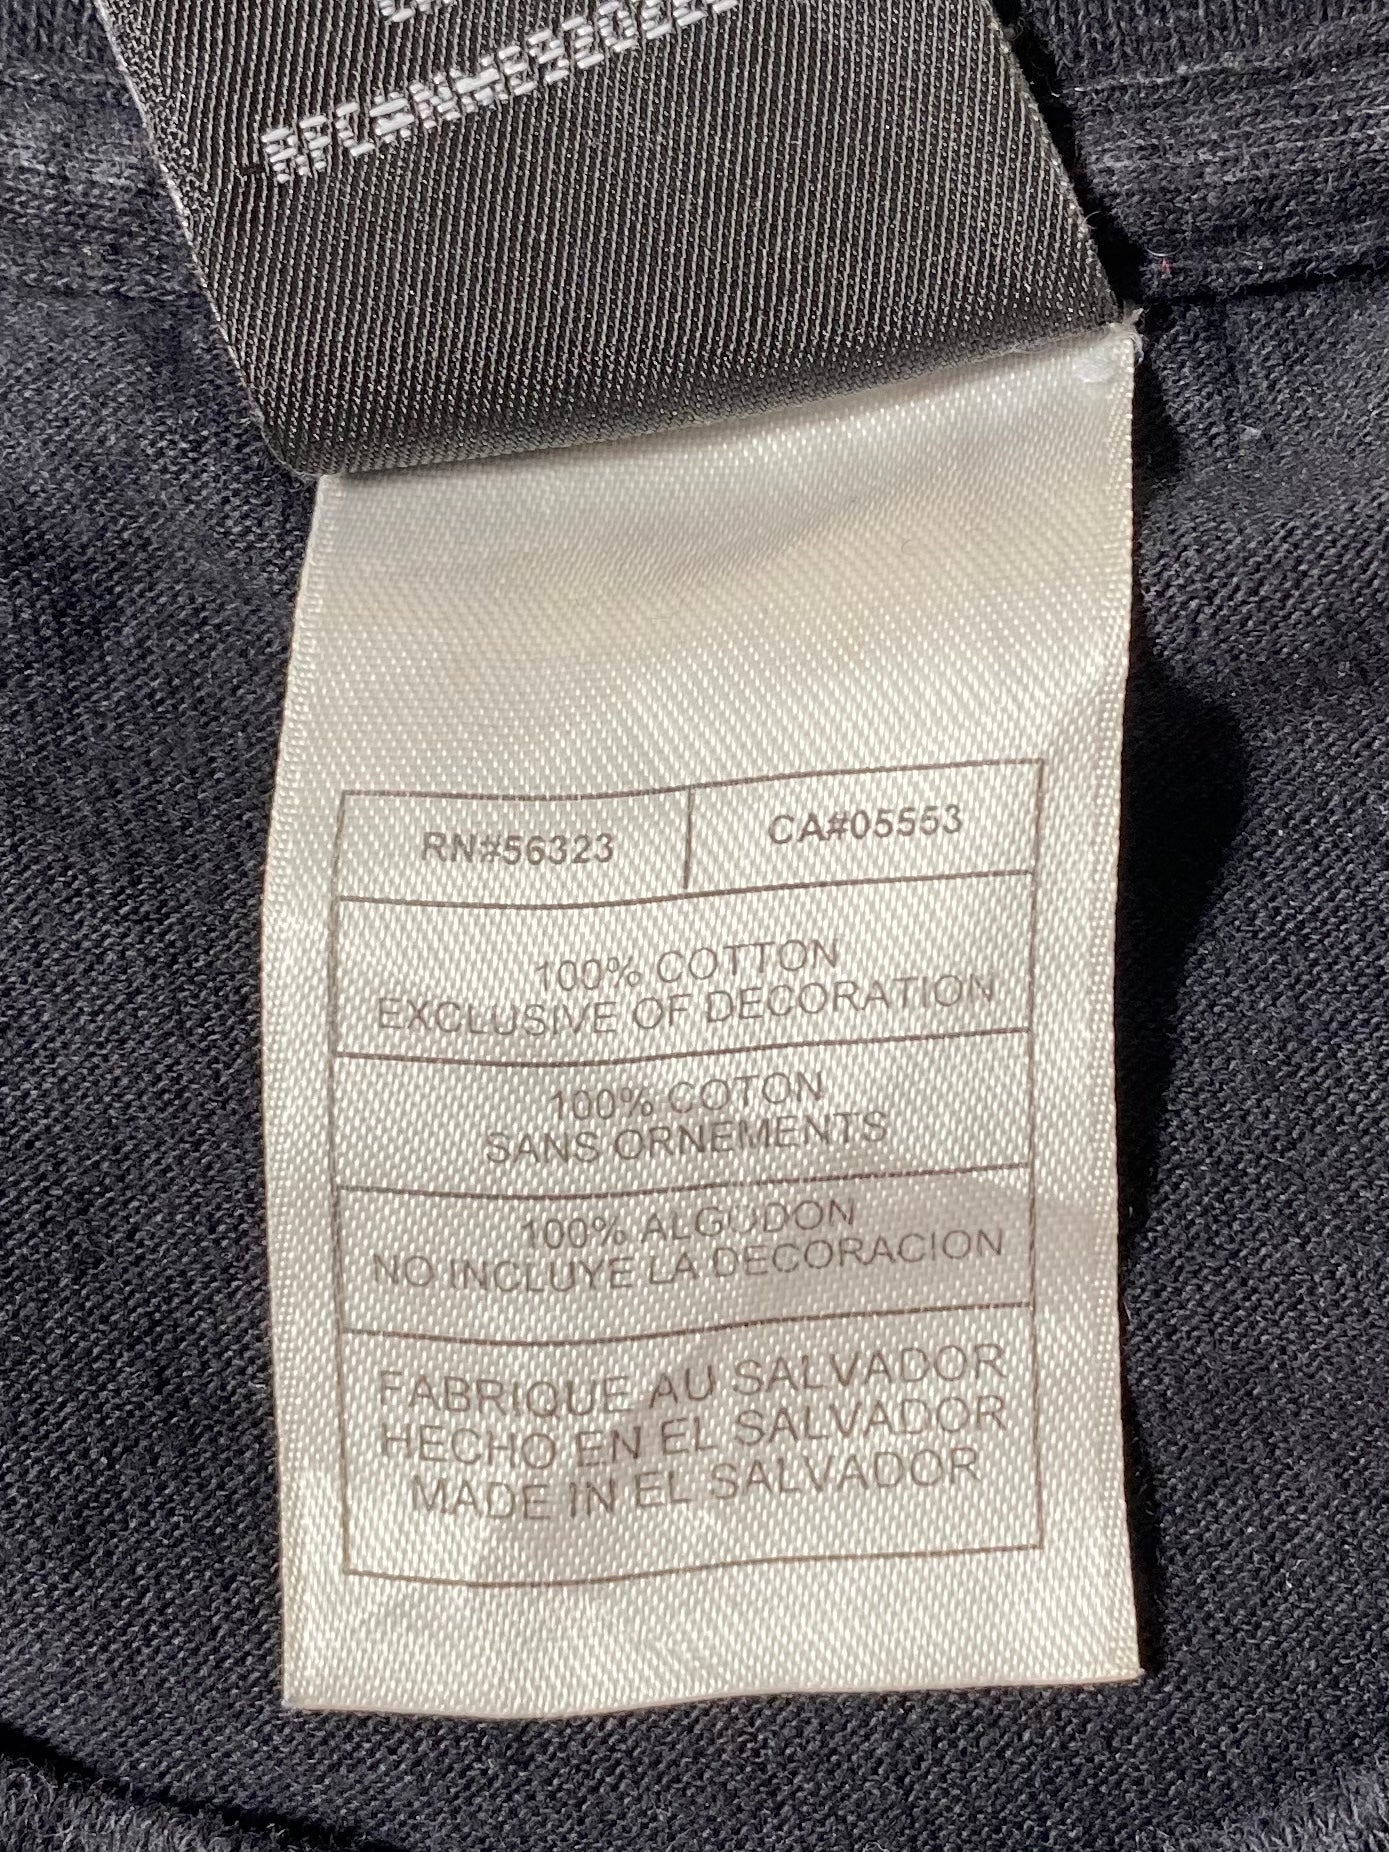 RN#56323 CA#05553
100% COTTON
EXCLUSIVE OF DECORATION
100% COTON
SANS ORNEMENTS
100% ALGODON
NO INCLUYE LA DECORACION
FABRIQUE AU SALVADOR
HECHO EN EL SALVADOR
MADE IN EL SALVADOR